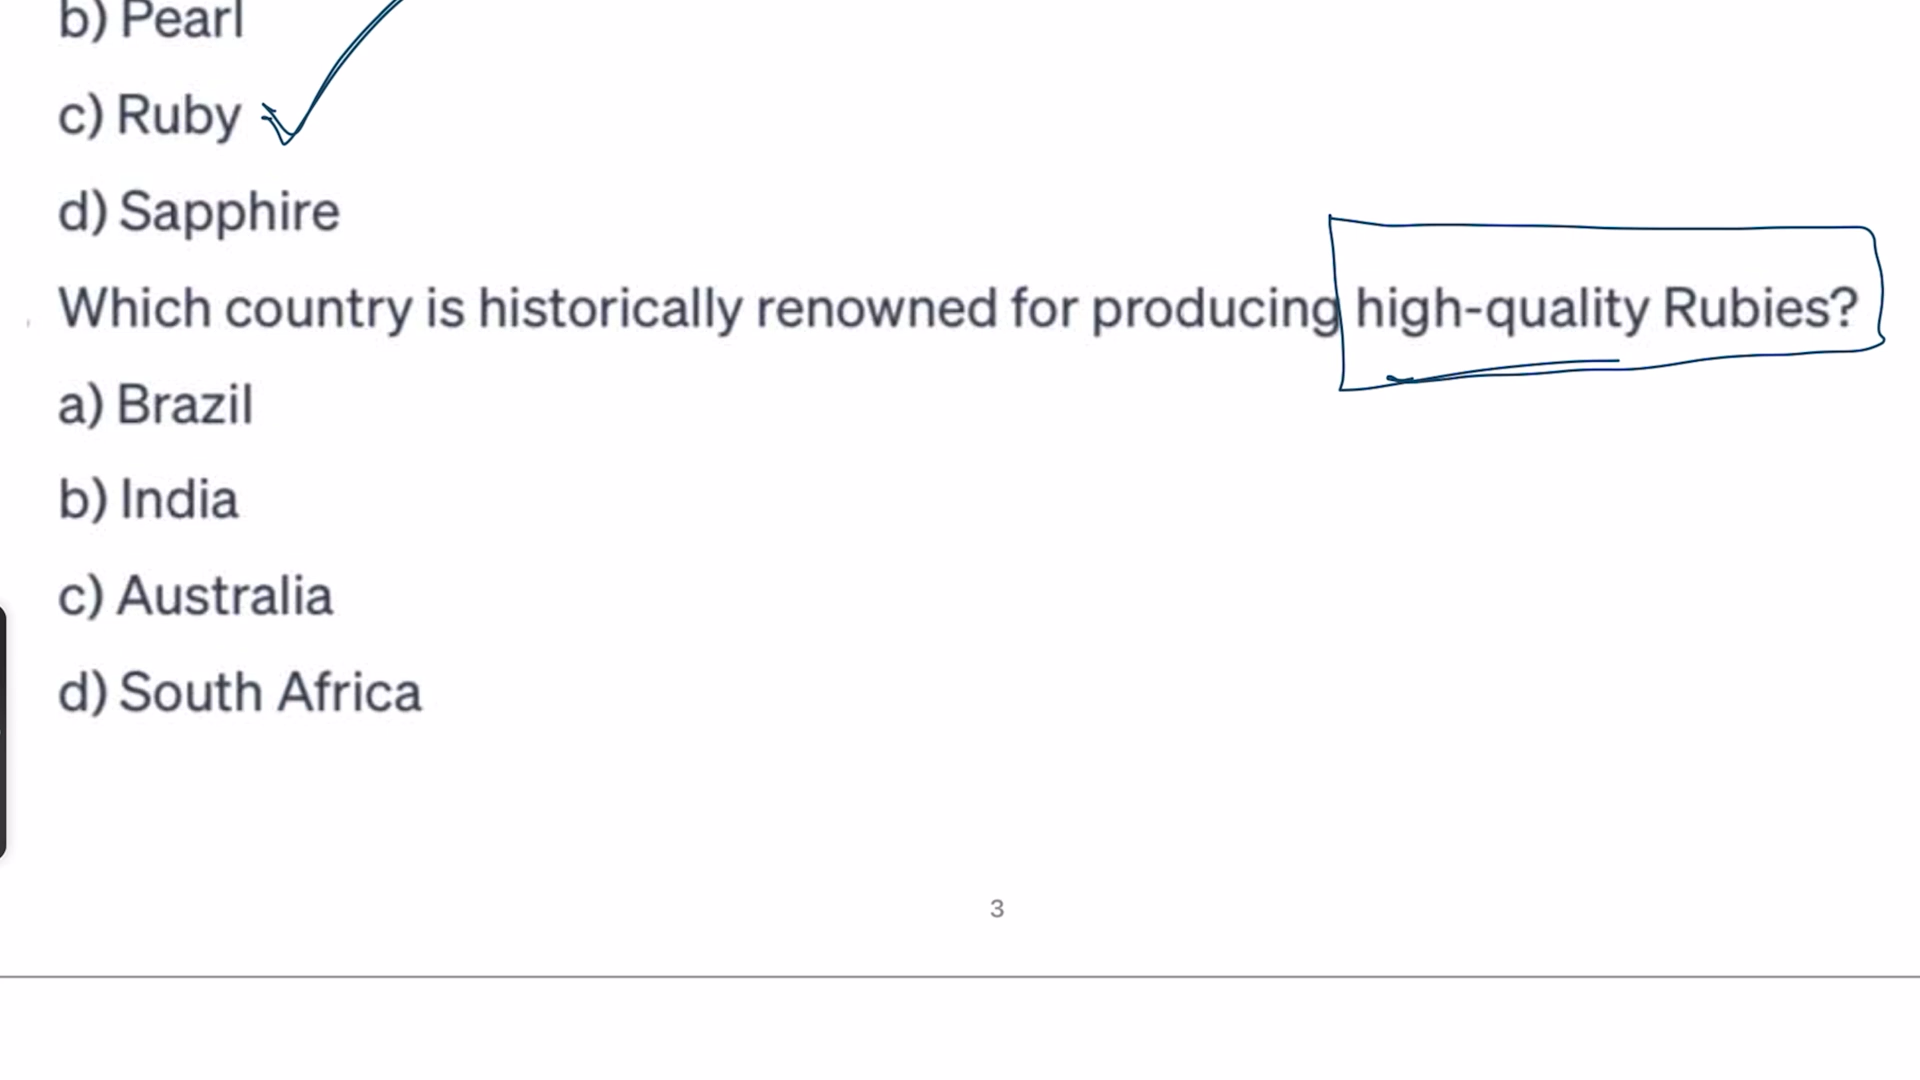 b) Pearl
c) Ruby
d) Sapphire
Which country is historically renowned for producing high-quality Rubies?
a) Brazil
b) India
c) Australia
d) South Africa
3